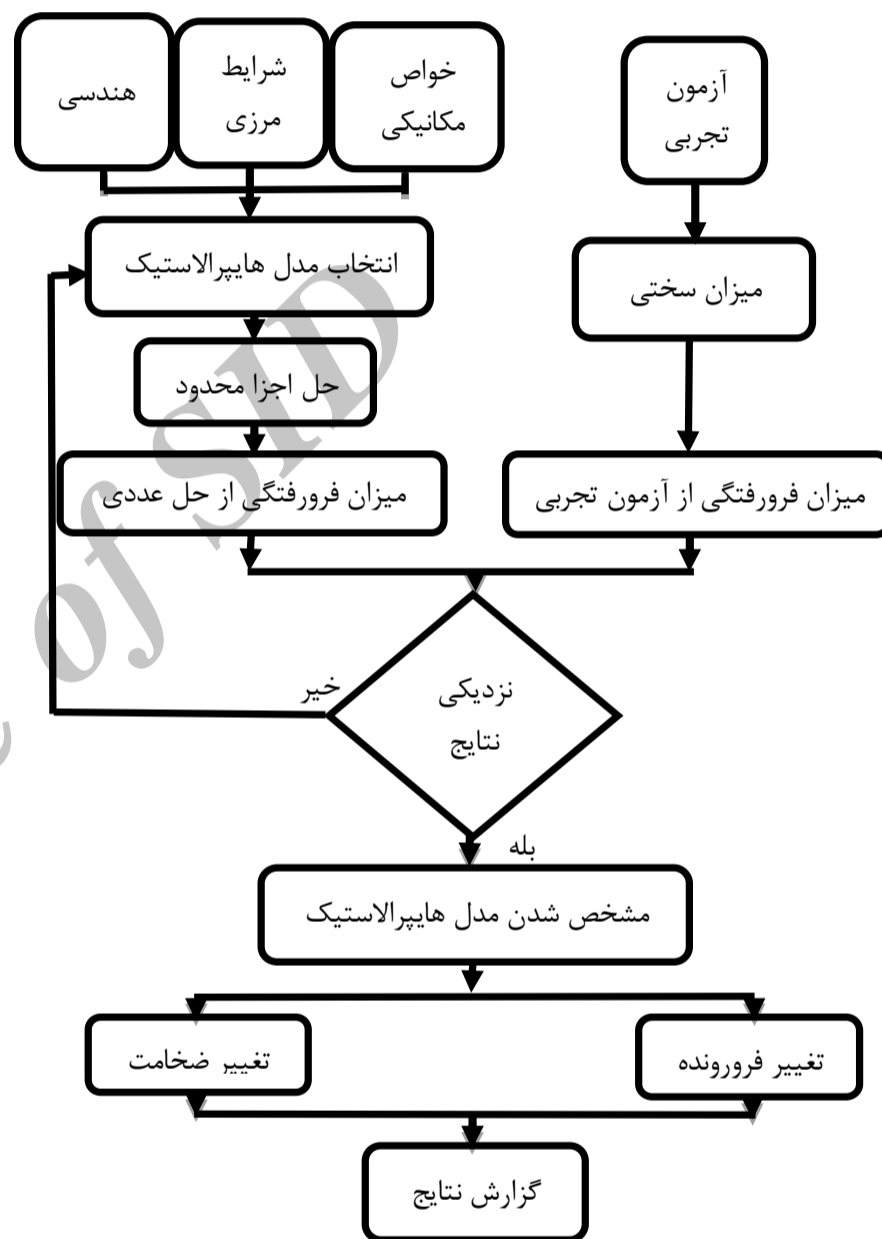 هندسی
شرایط
مرزی
خواص
مکانیکی
آزمون
تجربی
انتخاب مدل هایپرالاستیک
میزان سختی
حل اجزا محدود
میزان فرورفتگی از حل عددی
میزان فرورفتگی از آزمون تجربی
نزدیکی
نتایج
خیر
بله
مشخص شدن مدل هایپرالاستیک
تغییر ضخامت
تغییر فرورونده
گزارش نتایج
of SID